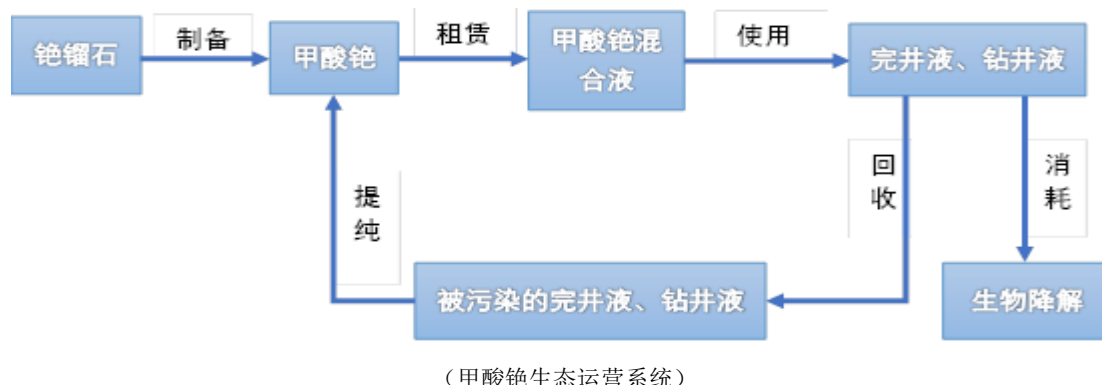 铯镏石
制备
甲酸铯
租赁
甲酸铯混
合液
使用
完井液、钻井液
回
收
消
耗
提
纯
被污染的完井液、钻井液
生物降解
（甲酸铯生态运营系统）